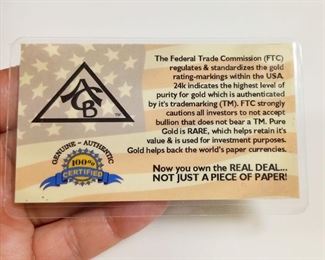 ACB
TM
GENUINE - AUTHENTIC
100%
CERTIFIED
The Federal Trade Commission (FTC)
regulates & standardizes the gold
rating-markings within the USA.
24k indicates the highest level of
purity for gold which is authenticated
by it's trademarking (TM). FTC strongly
cautions all investors to not accept
bullion that does not bear a TM. Pure
Gold is RARE, which helps retain it's
value & is used for investment purposes.
Gold helps back the world's paper currencies.
Now you own the REAL DEAL...
NOT JUST A PIECE OF PAPER!